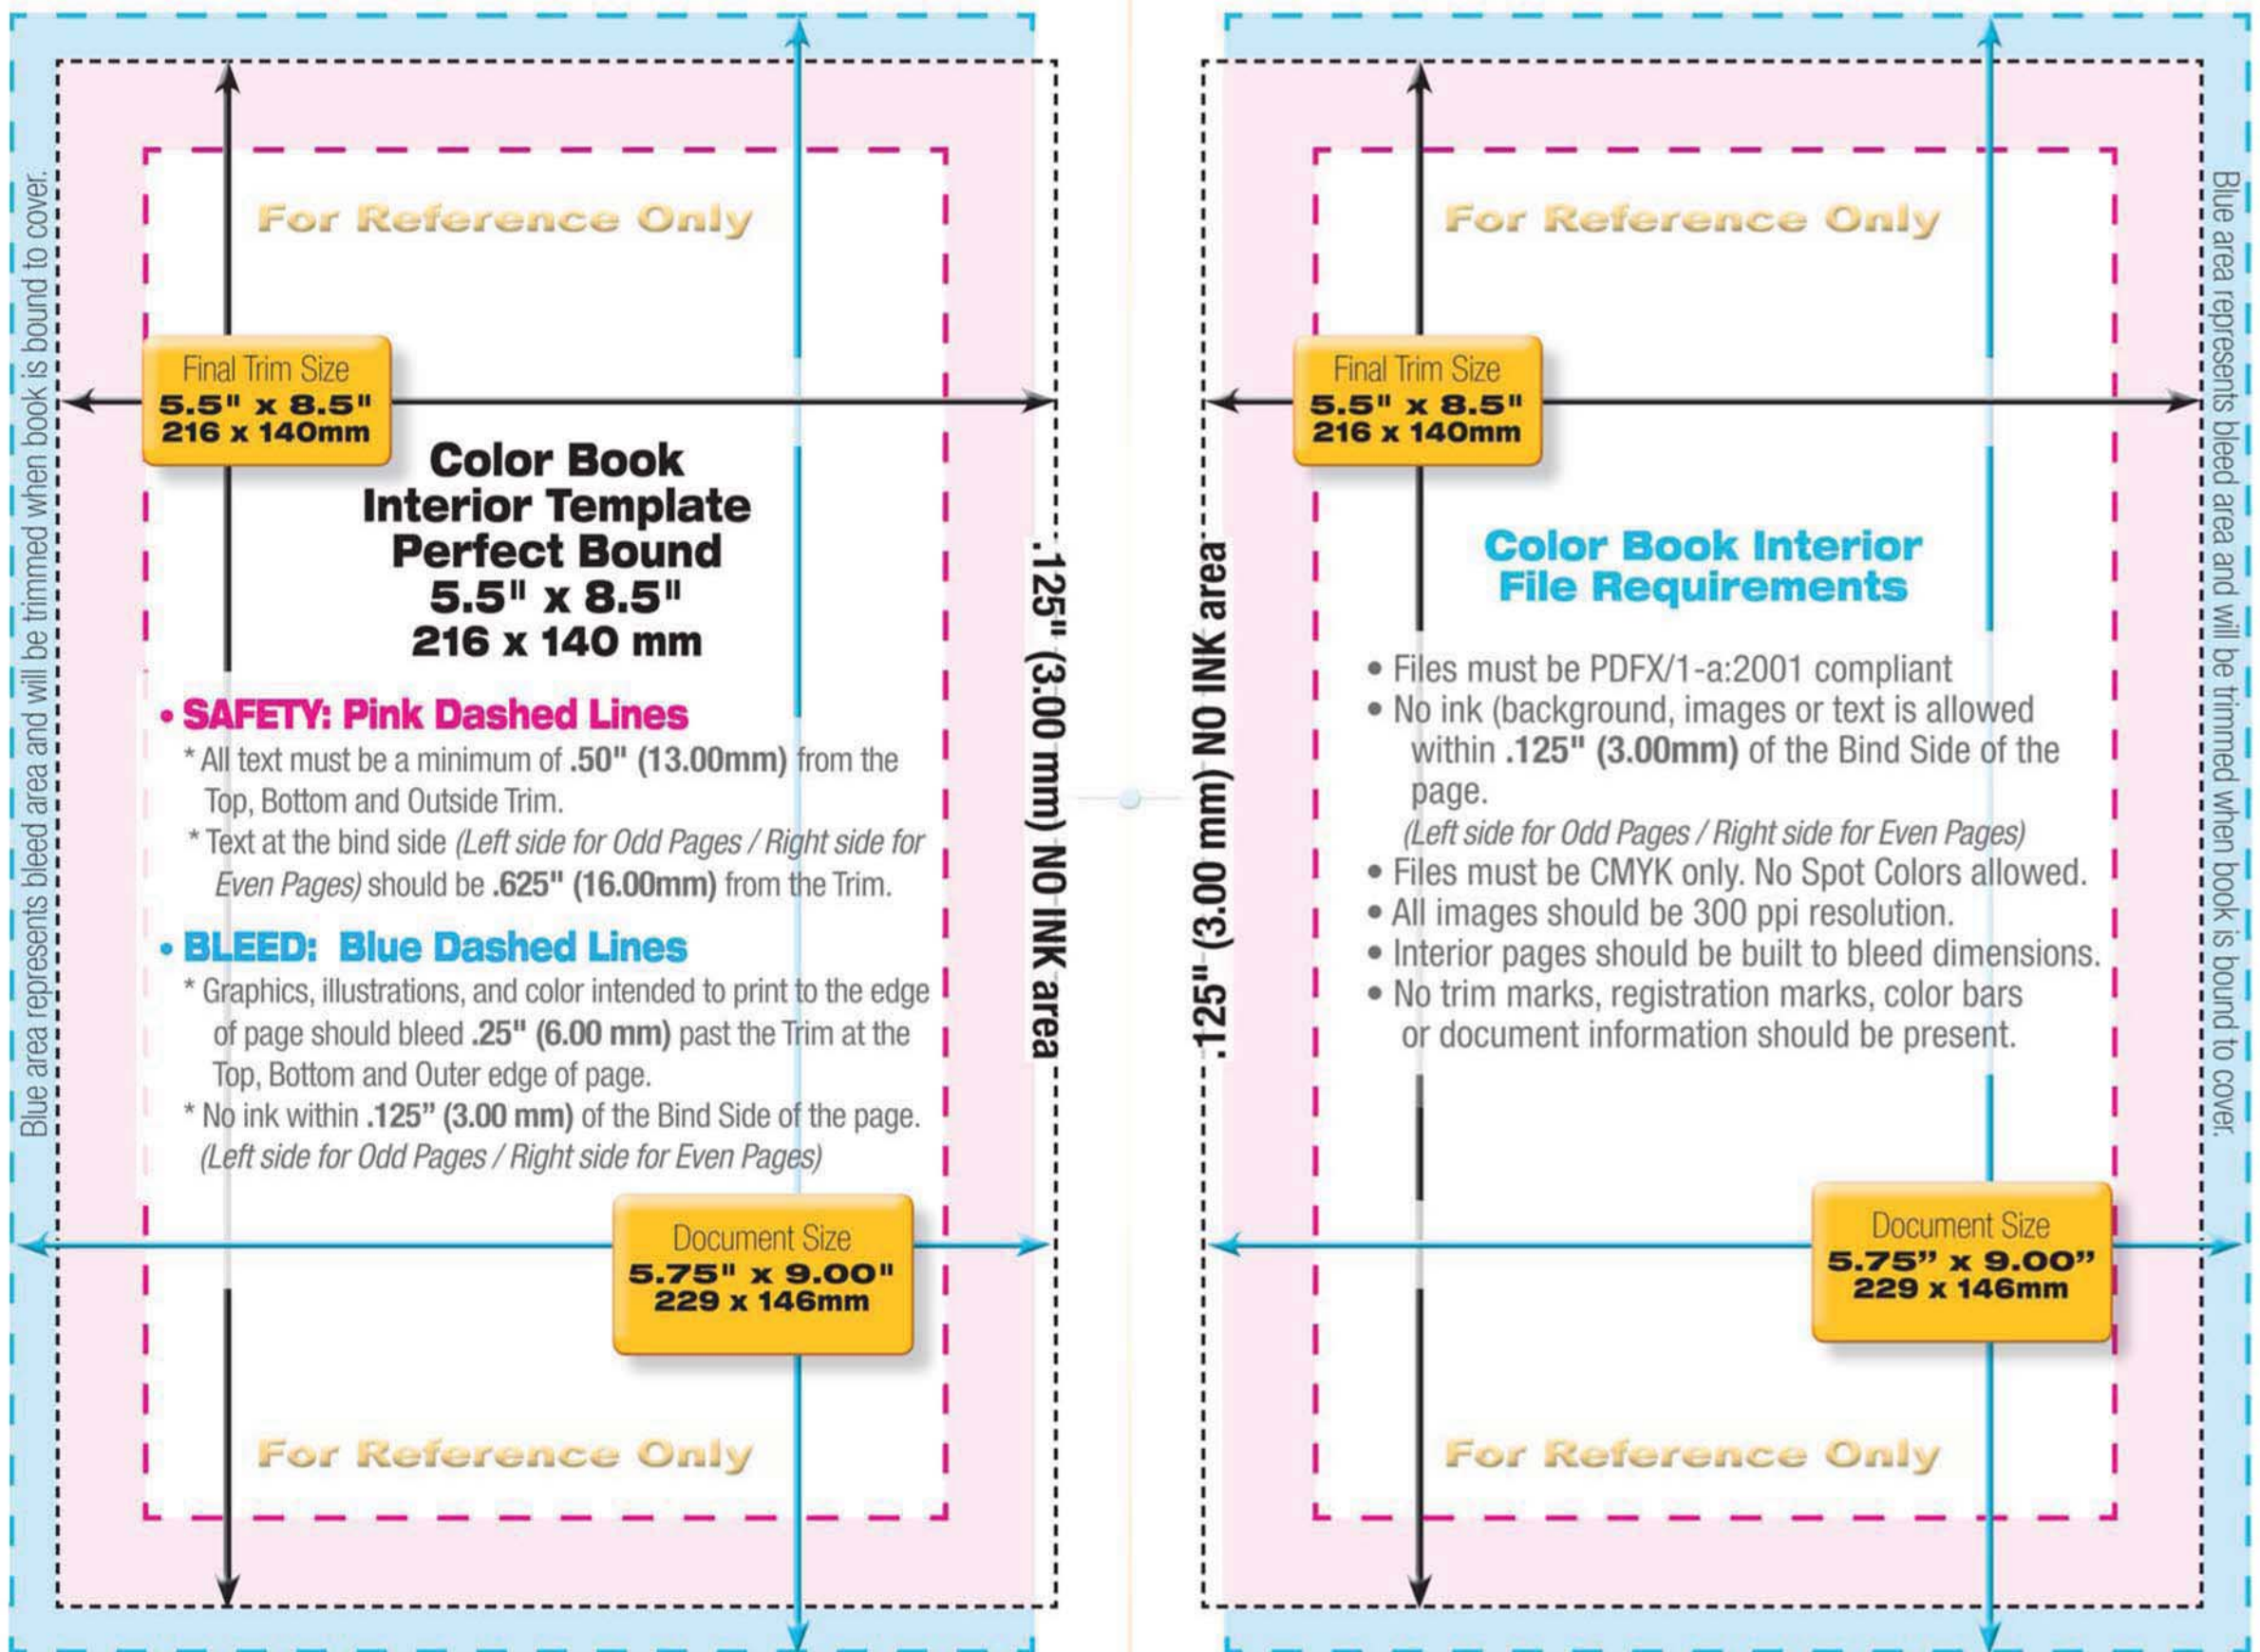 Blue area represents bleed area and will be trimmed when book is bound to cover.
For Reference Only
Final Trim Size
5.5" x 8.5"
216 x 140mm
Color Book
Interior Template
Perfect Bound
5.5" x 8.5"
216 x 140 mm
• SAFETY: Pink Dashed Lines
* All text must be a minimum of .50" (13.00mm) from the
Top, Bottom and Outside Trim.
* Text at the bind side (Left side for Odd Pages / Right side for
Even Pages) should be .625" (16.00mm) from the Trim.
• BLEED: Blue Dashed Lines
* Graphics, illustrations, and color intended to print to the edge
of page should bleed .25" (6.00 mm) past the Trim at the
Top, Bottom and Outer edge of page.
* No ink within .125” (3.00 mm) of the Bind Side of the page.
(Left side for Odd Pages / Right side for Even Pages)
Document Size
5.75" x 9.00"
229 x 146mm
For Reference Only
.125" (3.00 mm) NO INK area
.125" (3.00 mm) NO INK area
For Reference Only
Final Trim Size
5.5" x 8.5"
216 x 140mm
Color Book Interior
File Requirements
• Files must be PDFX/1-a:2001 compliant
• No ink (background, images or text is allowed
within .125" (3.00mm) of the Bind Side of the
page.
(Left side for Odd Pages / Right side for Even Pages)
• Files must be CMYK only. No Spot Colors allowed.
• All images should be 300 ppi resolution.
• Interior pages should be built to bleed dimensions.
• No trim marks, registration marks, color bars
or document information should be present.
Document Size
5.75” x 9.00”
229 x 146mm
For Reference Only
Blue area represents bleed area and will be trimmed when book is bound to cover.